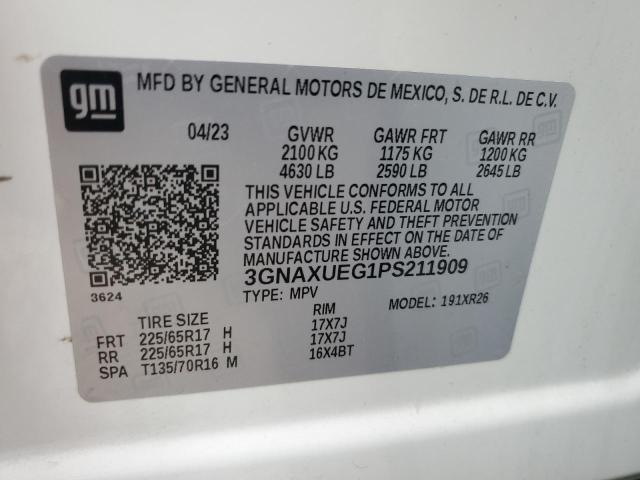 gm
MFD BY GENERAL MOTORS DE MEXICO, S. DE R.L. DE C.V.
04/23 GVWR GAWR FRT GAWR RR
2100 KG 1175 KG 1200 KG
4630 LB 2590 LB 2645 LB
THIS VEHICLE CONFORMS TO ALL
APPLICABLE U.S. FEDERAL MOTOR
VEHICLE SAFETY AND THEFT PREVENTION
STANDARDS IN EFFECT ON THE DATE OF
MANUFACTURE SHOWN ABOVE.
3GNAXUEG1PS211909
3624
TYPE: MPV MODEL: 191XR26
TIRE SIZE RIM
FRT 225/65R17 H 17X7J
RR 225/65R17 H 17X7J
SPA T135/70R16 M 16X4BT